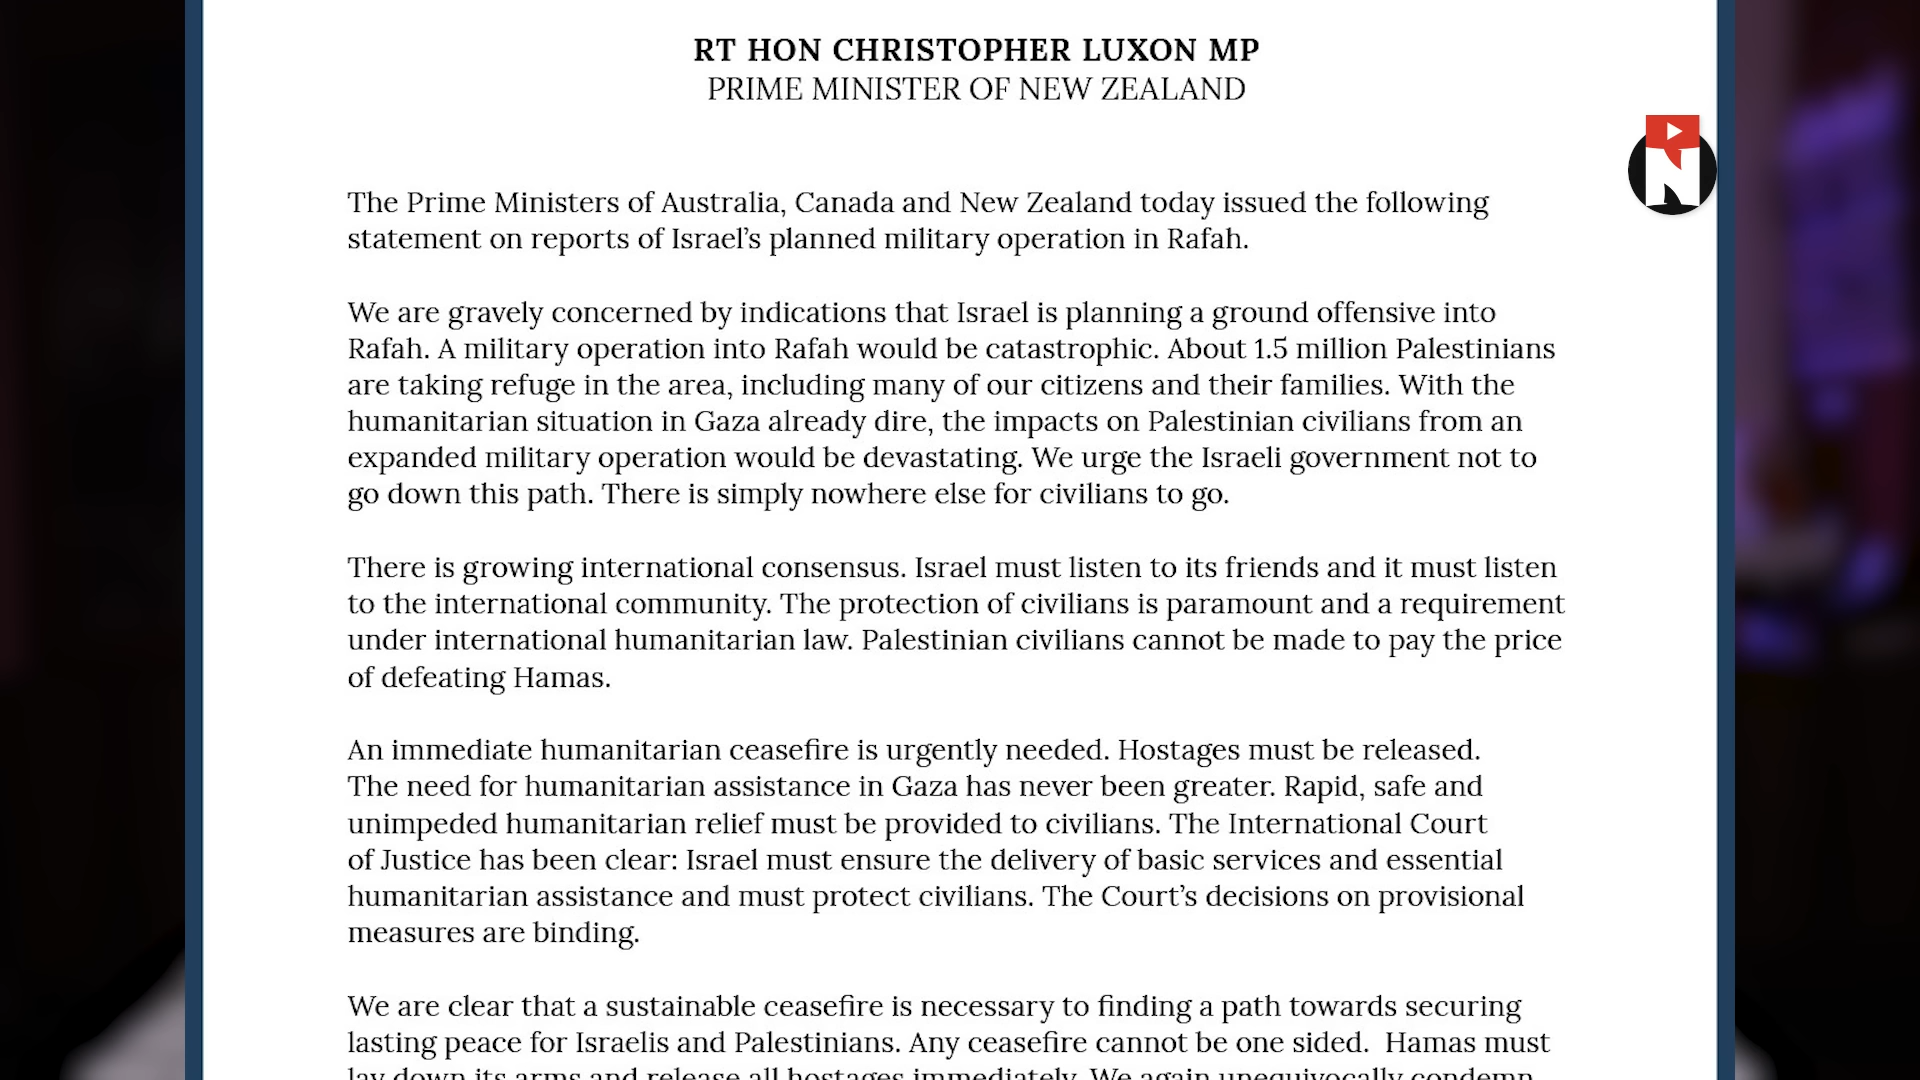 RT HON CHRISTOPHER LUXON MP
PRIME MINISTER OF NEW ZEALAND
The Prime Ministers of Australia, Canada and New Zealand today issued the following
statement on reports of Israel’s planned military operation in Rafah.
We are gravely concerned by indications that Israel is planning a ground offensive into
Rafah. A military operation into Rafah would be catastrophic. About 1.5 million Palestinians
are taking refuge in the area, including many of our citizens and their families. With the
humanitarian situation in Gaza already dire, the impacts on Palestinian civilians from an
expanded military operation would be devastating. We urge the Israeli government not to
go down this path. There is simply nowhere else for civilians to go.
There is growing international consensus. Israel must listen to its friends and it must listen
to the international community. The protection of civilians is paramount and a requirement
under international humanitarian law. Palestinian civilians cannot be made to pay the price
of defeating Hamas.
An immediate humanitarian ceasefire is urgently needed. Hostages must be released.
The need for humanitarian assistance in Gaza has never been greater. Rapid, safe and
unimpeded humanitarian relief must be provided to civilians. The International Court
of Justice has been clear: Israel must ensure the delivery of basic services and essential
humanitarian assistance and must protect civilians. The Court’s decisions on provisional
measures are binding.
We are clear that a sustainable ceasefire is necessary to finding a path towards securing
lasting peace for Israelis and Palestinians. Any ceasefire cannot be one sided.  Hamas must
lay down its arms and release all hostages immediately. We again unequivocally condemn
N